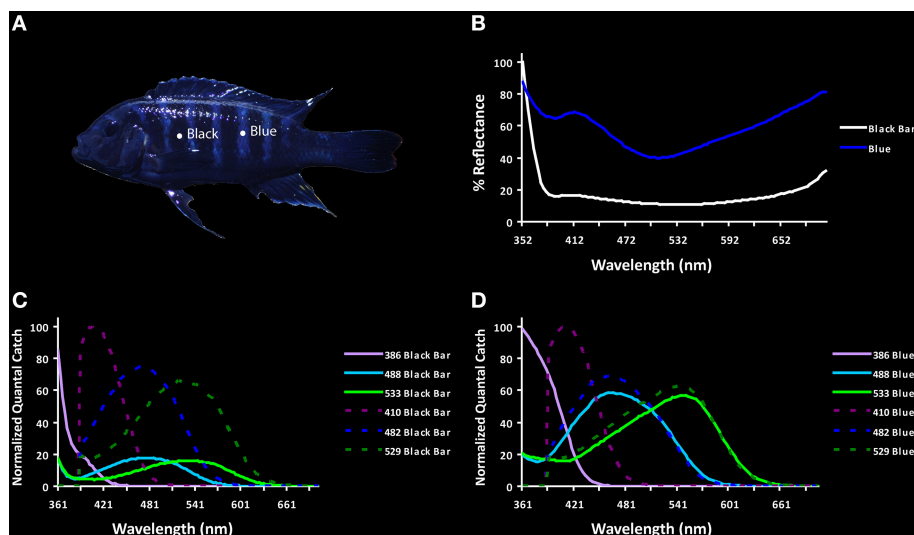 A
Black
Blue
B
% Reflectance
100
80
60
40
20
0
352
412
472
532
592
652
Wavelength (nm)
Black Bar
Blue
C
Normalized Quantal Catch
100
80
60
40
20
0
361
421
481
541
601
661
Wavelength (nm)
386 Black Bar
488 Black Bar
533 Black Bar
410 Black Bar
482 Black Bar
529 Black Bar
D
Normalized Quantal Catch
100
80
60
40
20
0
361
421
481
541
601
661
Wavelength (nm)
386 Blue
488 Blue
533 Blue
410 Blue
482 Blue
529 Blue